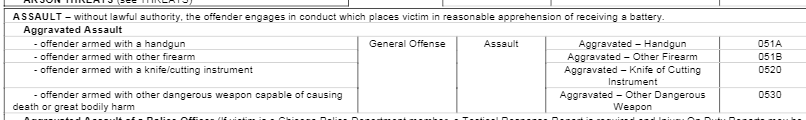 ARSON THREATS (see THREATS)
ASSAULT – without lawful authority, the offender engages in conduct which places victim in reasonable apprehension of receiving a battery.
Aggravated Assault
- offender armed with a handgun General Offense Assault Aggravated – Handgun 051A
- offender armed with other firearm Aggravated – Other Firearm 051B
- offender armed with a knife/cutting instrument Aggravated – Knife of Cutting 0520
Instrument
- offender armed with other dangerous weapon capable of causing Aggravated – Other Dangerous 0530
death or great bodily harm Weapon
Aggravated Assault of a Police Officer (If victim is a Chicago Police Department member, a Tactical Response Report is required and Injury On Duty Reports may be